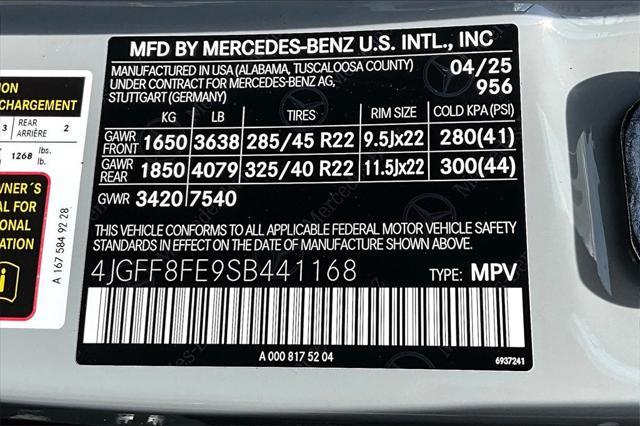 MFD BY MERCEDES-BENZ U.S. INTL., INC
MANUFACTURED IN USA (ALABAMA, TUSCALOOSA COUNTY) 04/25
UNDER CONTRACT FOR MERCEDES-BENZ AG, 956
STUTTGART (GERMANY)
KG LB TIRES RIM SIZE COLD KPA (PSI)
GAWR FRONT 1650 3638 285/45 R22 9.5Jx22 280(41)
GAWR REAR 1850 4079 325/40 R22 11.5Jx22 300(44)
GVWR 3420 7540
THIS VEHICLE CONFORMS TO ALL APPLICABLE FEDERAL MOTOR VEHICLE SAFETY
STANDARDS IN EFFECT ON THE DATE OF MANUFACTURE SHOWN ABOVE.
4JGFF8FE9SB441168 TYPE: MPV
A 000 817 52 04 6937241
ION
CHARGEMENT
3 REAR ARRIÈRE 2
lbs. 1268 lbs.
WNER´S
AL FOR
IONAL
ATION
A 167 584 92 28